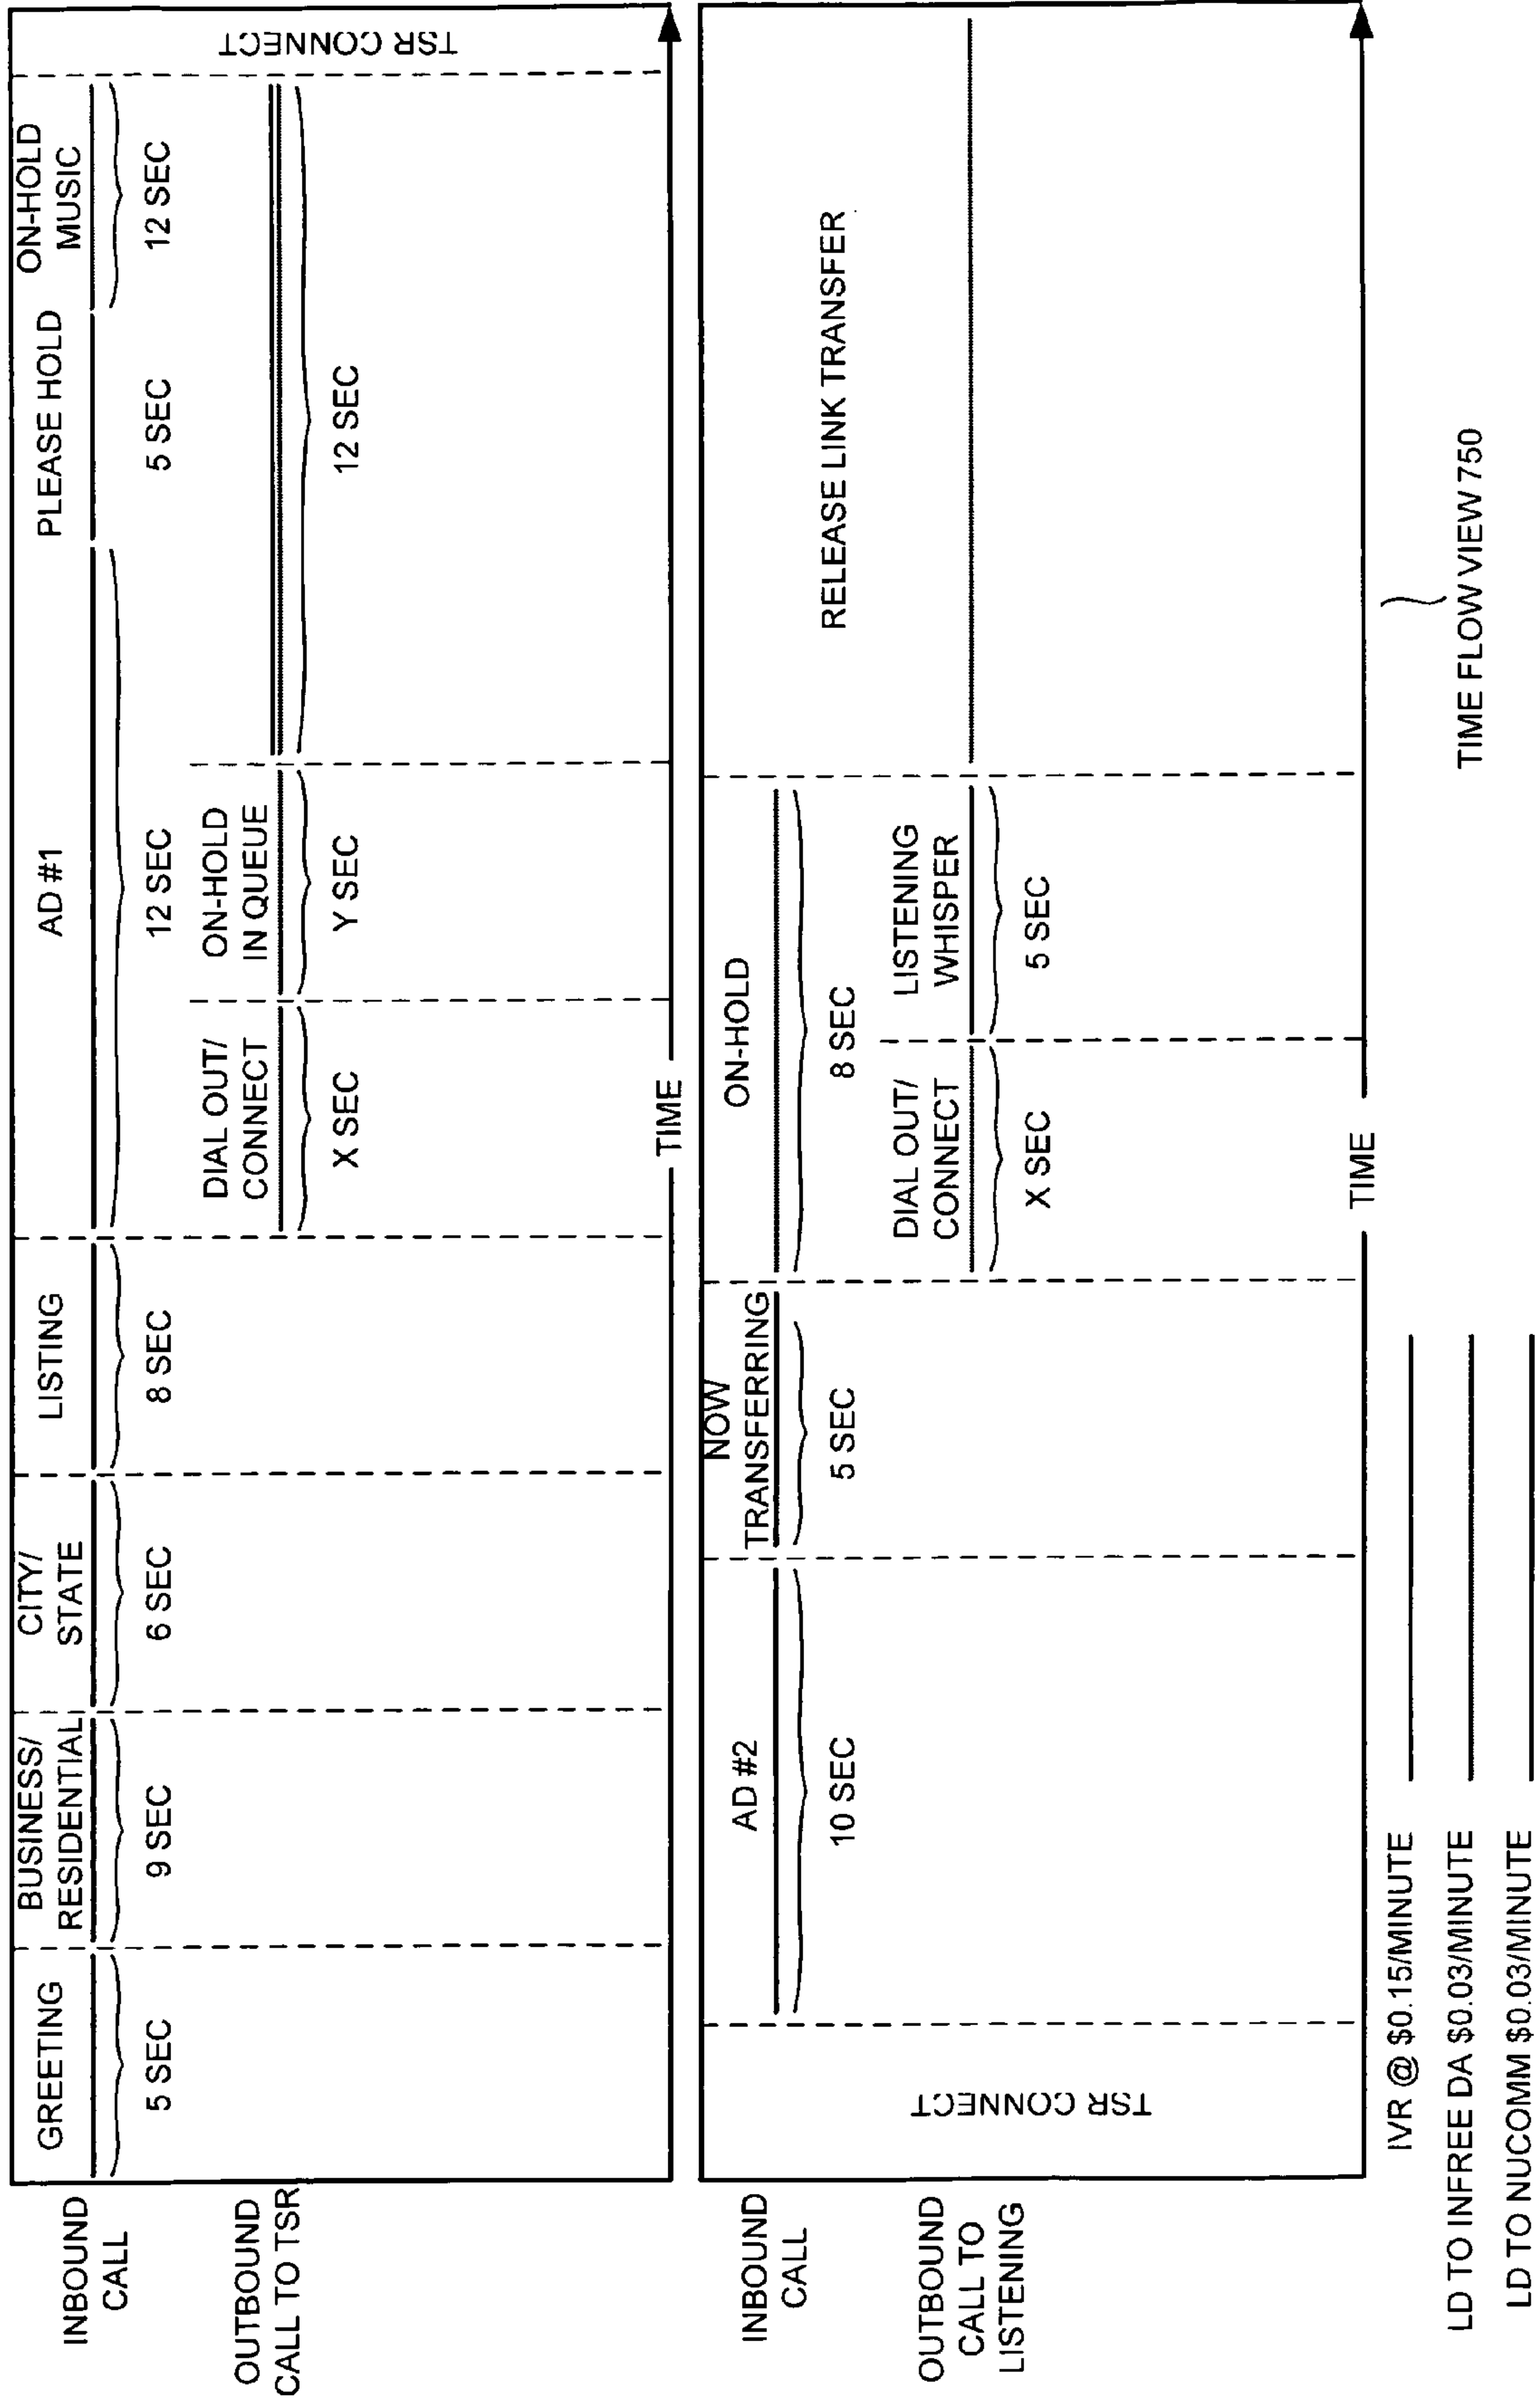 INBOUND
CALL
GREETING
5 SEC
BUSINESS/
RESIDENTIAL
9 SEC
CITY/
STATE
6 SEC
LISTING
8 SEC
AD #1
12 SEC
PLEASE HOLD
5 SEC
ON-HOLD
MUSIC
12 SEC
TSR CONNECT
OUTBOUND
CALL TO TSR
DIAL OUT/
CONNECT
X SEC
ON-HOLD
IN QUEUE
Y SEC
12 SEC
TIME
INBOUND
CALL
TSR CONNECT
AD #2
10 SEC
NOW
TRANSFERRING
5 SEC
ON-HOLD
8 SEC
RELEASE LINK TRANSFER
OUTBOUND
CALL TO
LISTENING
DIAL OUT/
CONNECT
X SEC
LISTENING
WHISPER
5 SEC
TIME
IVR @ $0.15/MINUTE
LD TO INFREE DA $0.03/MINUTE
LD TO NUCOMM $0.03/MINUTE
TIME FLOW VIEW 750